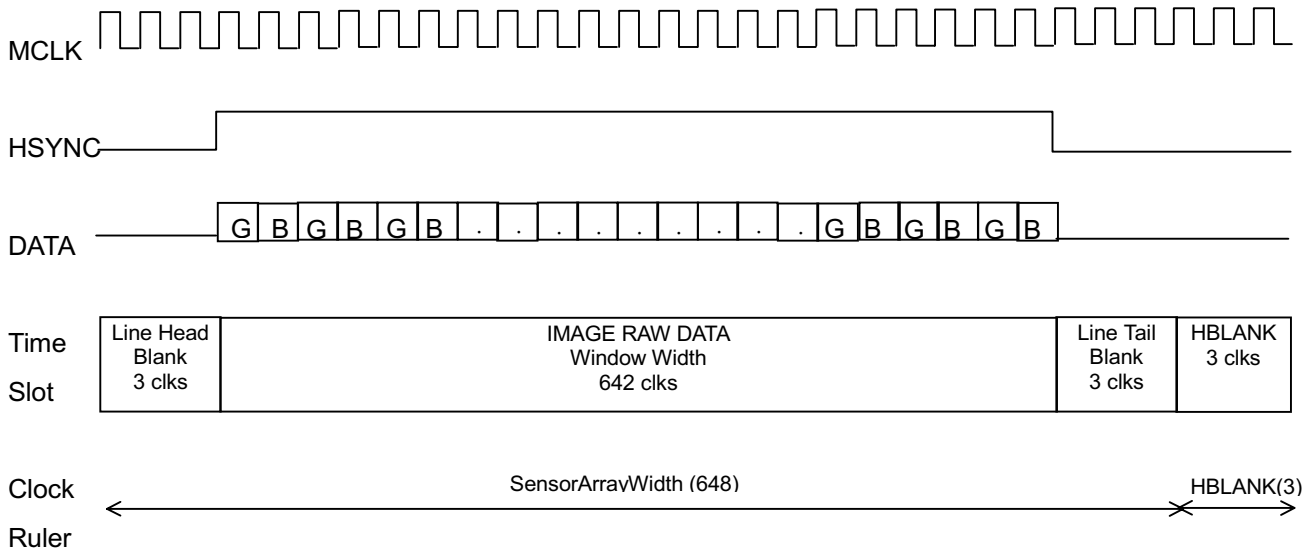 MCLK
HSYNC
DATA
G B G B G B . . . . . . . . . G B G B G B
Time
Slot
Line Head
Blank
3 clks
IMAGE RAW DATA
Window Width
642 clks
Line Tail
Blank
3 clks
HBLANK
3 clks
Clock
Ruler
SensorArrayWidth (648)
HBLANK(3)